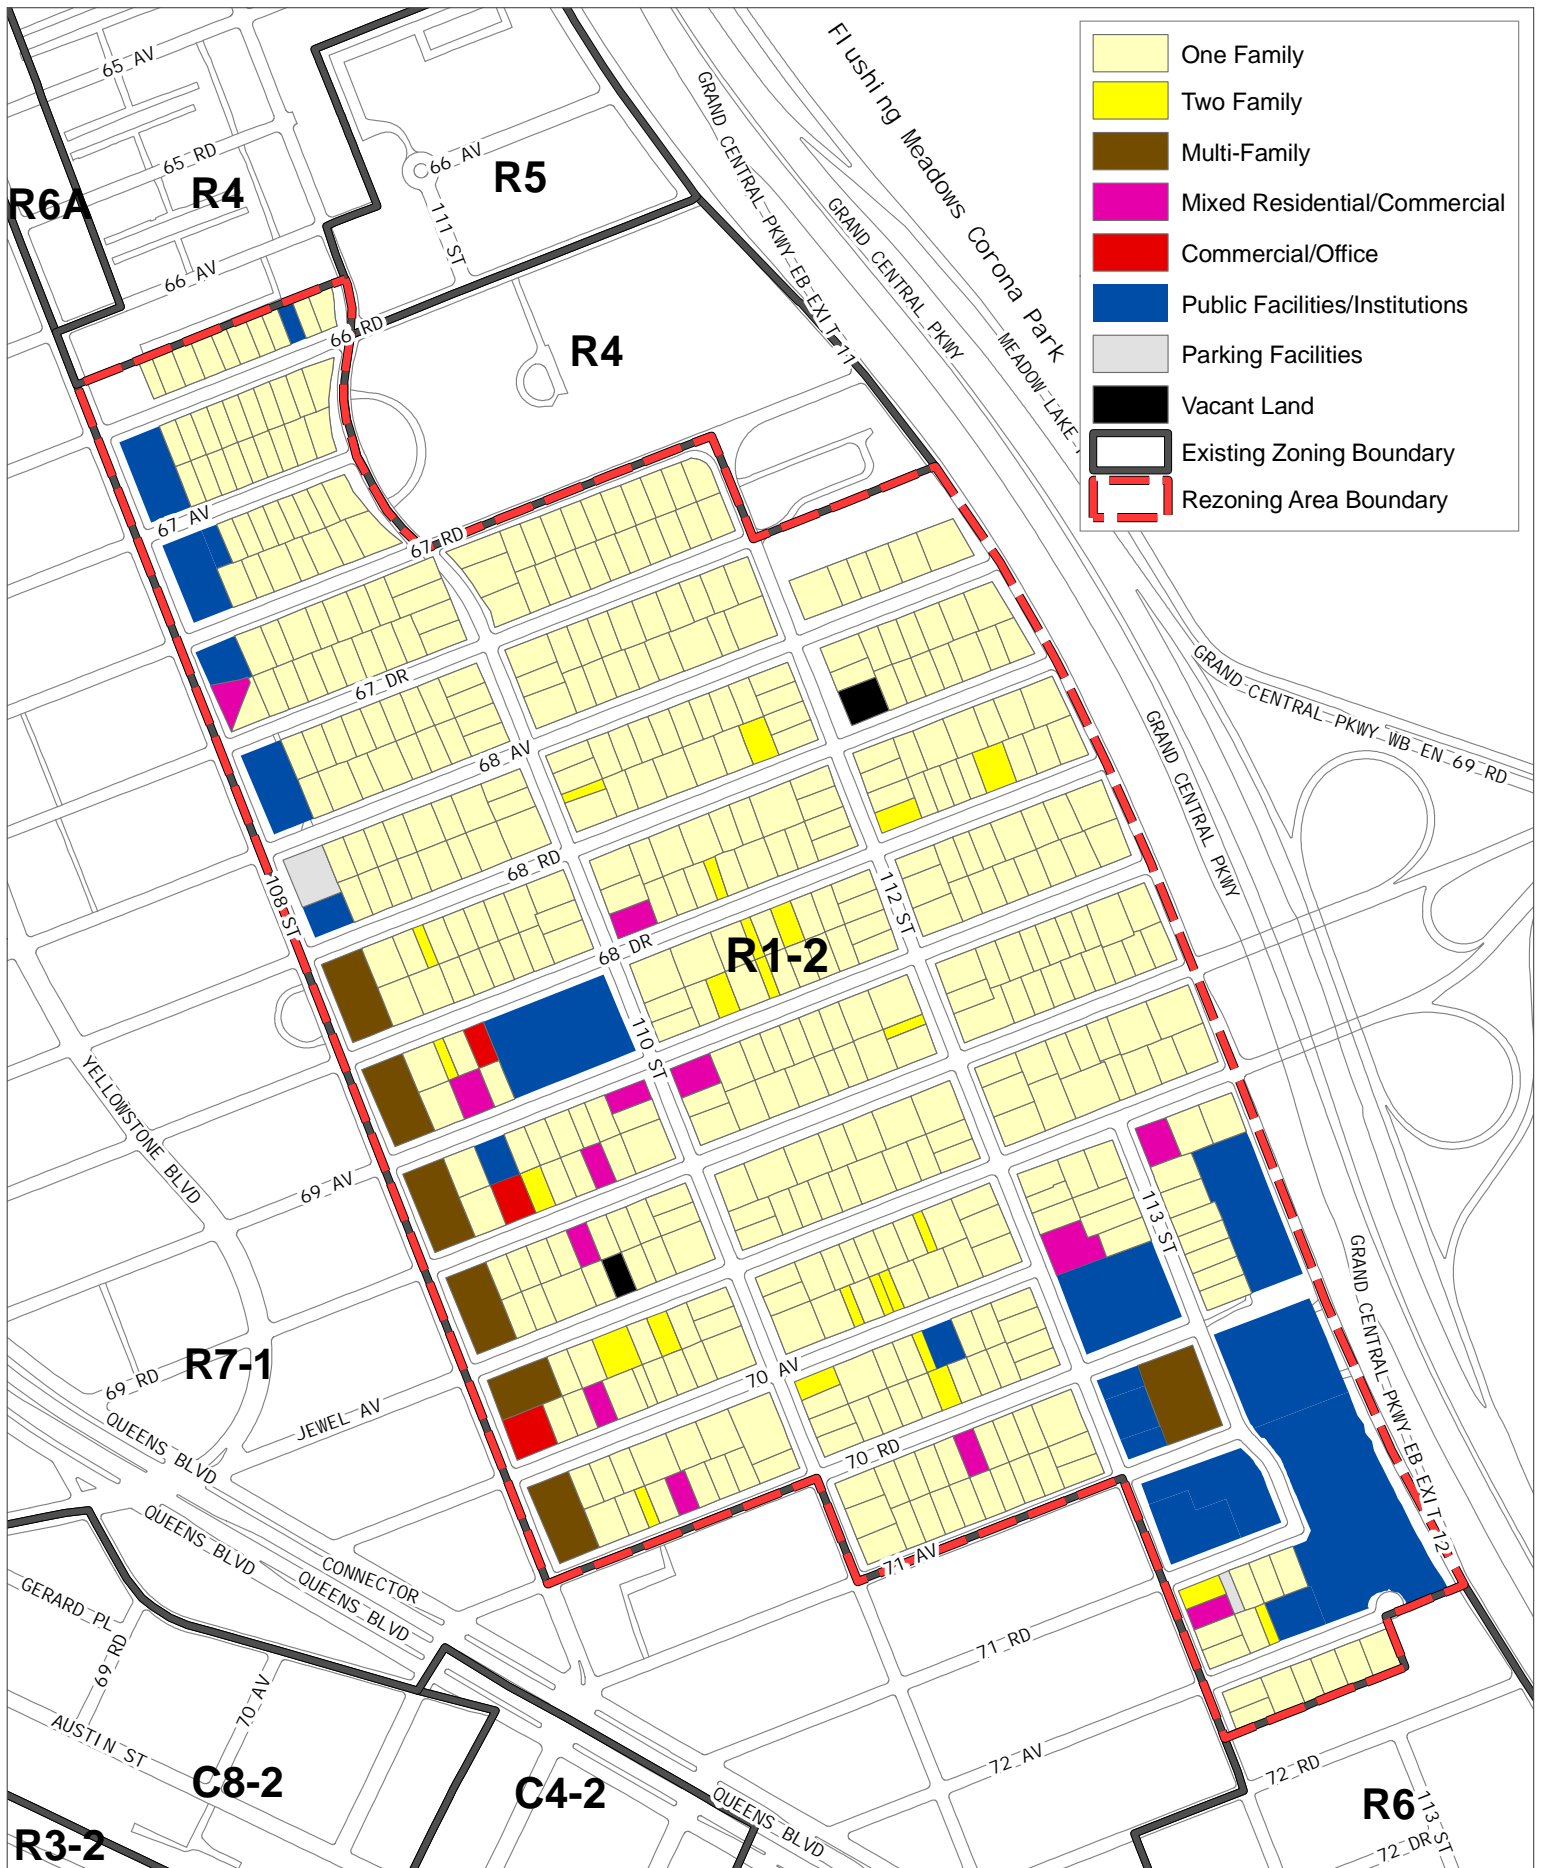 One Family
Two Family
Multi-Family
Mixed Residential/Commercial
Commercial/Office
Public Facilities/Institutions
Parking Facilities
Vacant Land
Existing Zoning Boundary
Rezoning Area Boundary
Flushing Meadows Corona Park
65 AV
65 RD
R6A
R4
66 AV
R5
66 AV
111 ST
GRAND CENTRAL PKWY EB EXIT 11
GRAND CENTRAL PKWY
MEADOW LAKE
66 RD
R4
67 AV
67 RD
67 DR
68 AV
GRAND CENTRAL PKWY WB EN 69 RD
GRAND CENTRAL PKWY
68 RD
108 ST
112 ST
68 DR
R1-2
110 ST
YELLOWSTONE BLVD
69 AV
113 ST
GRAND CENTRAL PKWY EB EXIT 12
R7-1
69 RD
JEWEL AV
70 AV
QUEENS BLVD
70 RD
QUEENS BLVD
71 AV
CONNECTOR
QUEENS BLVD
GERARD PL
69 RD
71 RD
70 AV
AUSTIN ST
72 AV
C8-2
C4-2
72 RD
R6
QUEENS BLVD
113 ST
R3-2
72 DR